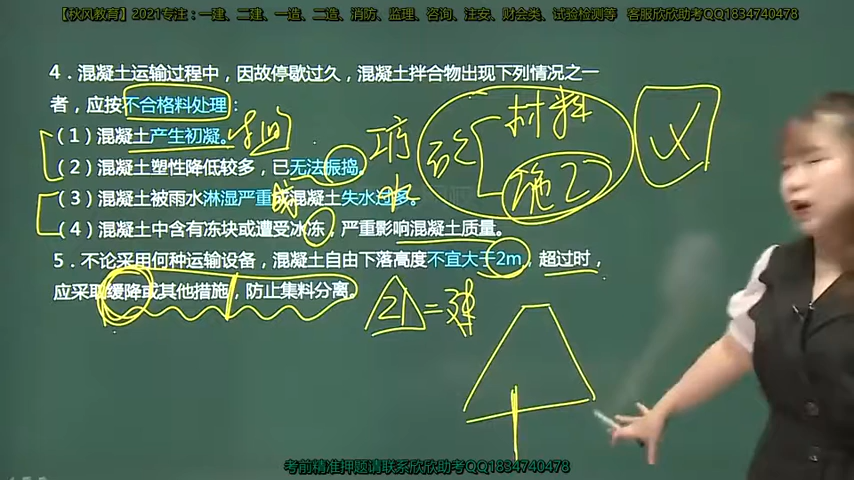 【秋风教育】2021专注:一建、二建、一造、二造、消防、监理、咨询、注安、财会类、试验检测等 客服欣欣助考QQ1834740478
4.混凝土运输过程中,因故停歇过久,混凝土拌合物出现下列情况之一
者,应按不合格料处理:
(1)混凝土产生初凝。
(2)混凝土塑性降低较多,已无法振捣。
(3)混凝土被雨水淋湿严重或混凝土失水过多。
(4)混凝土中含有冻块或遭受冰冻,严重影响混凝土质量。
5.不论采用何种运输设备,混凝土自由下落高度不宜大于2m,超过时,
应采取缓降或其他措施,防止集料分离。
材料
施工
21=建
考前精准押题请联系欣欣助考QQ1834740478